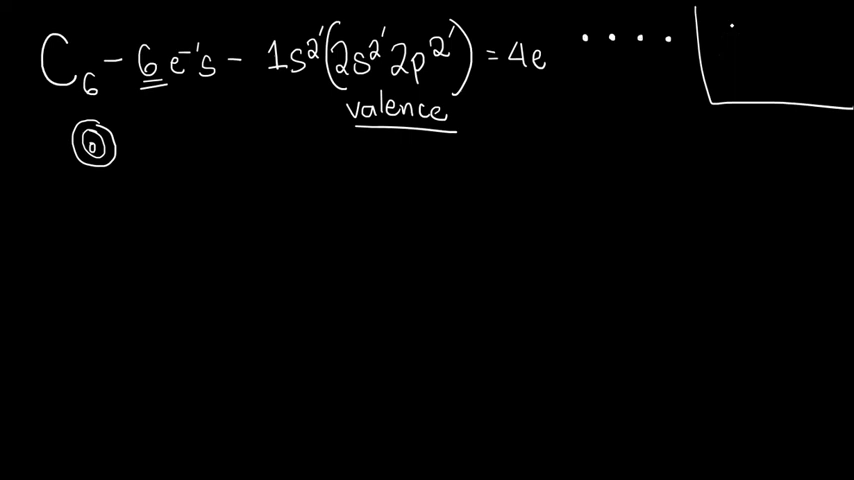 C₆ - 6 e⁻'s - 1s²'(2s²'2p²') = 4e
valence